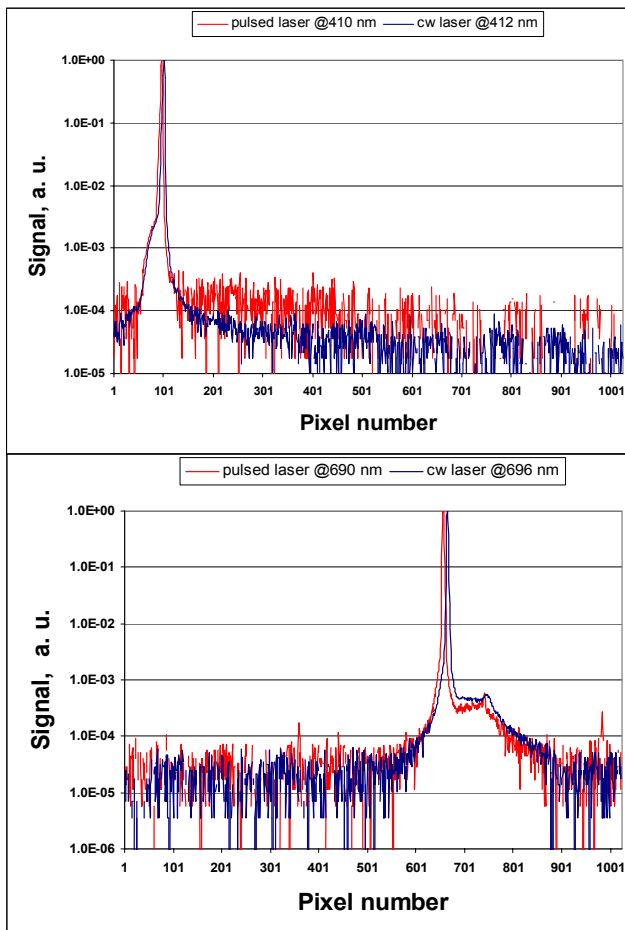 pulsed laser @410 nm cw laser @412 nm
1.0E+00
1.0E-01
1.0E-02
1.0E-03
1.0E-04
1.0E-05
Signal, a. u.
1 101 201 301 401 501 601 701 801 901 1001
Pixel number
pulsed laser @690 nm cw laser @696 nm
1.0E+00
1.0E-01
1.0E-02
1.0E-03
1.0E-04
1.0E-05
1.0E-06
Signal, a. u.
1 101 201 301 401 501 601 701 801 901 1001
Pixel number